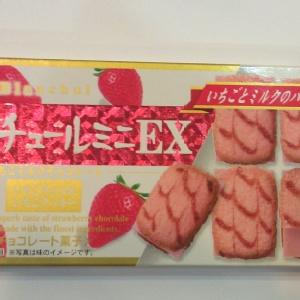 Blanchul
いちごとミルクのハ
チュールミニEX
uperb taste of strawberry chocolate
ade with the finest ingredients.
ョコレート菓子
※写真は味のイメージです。